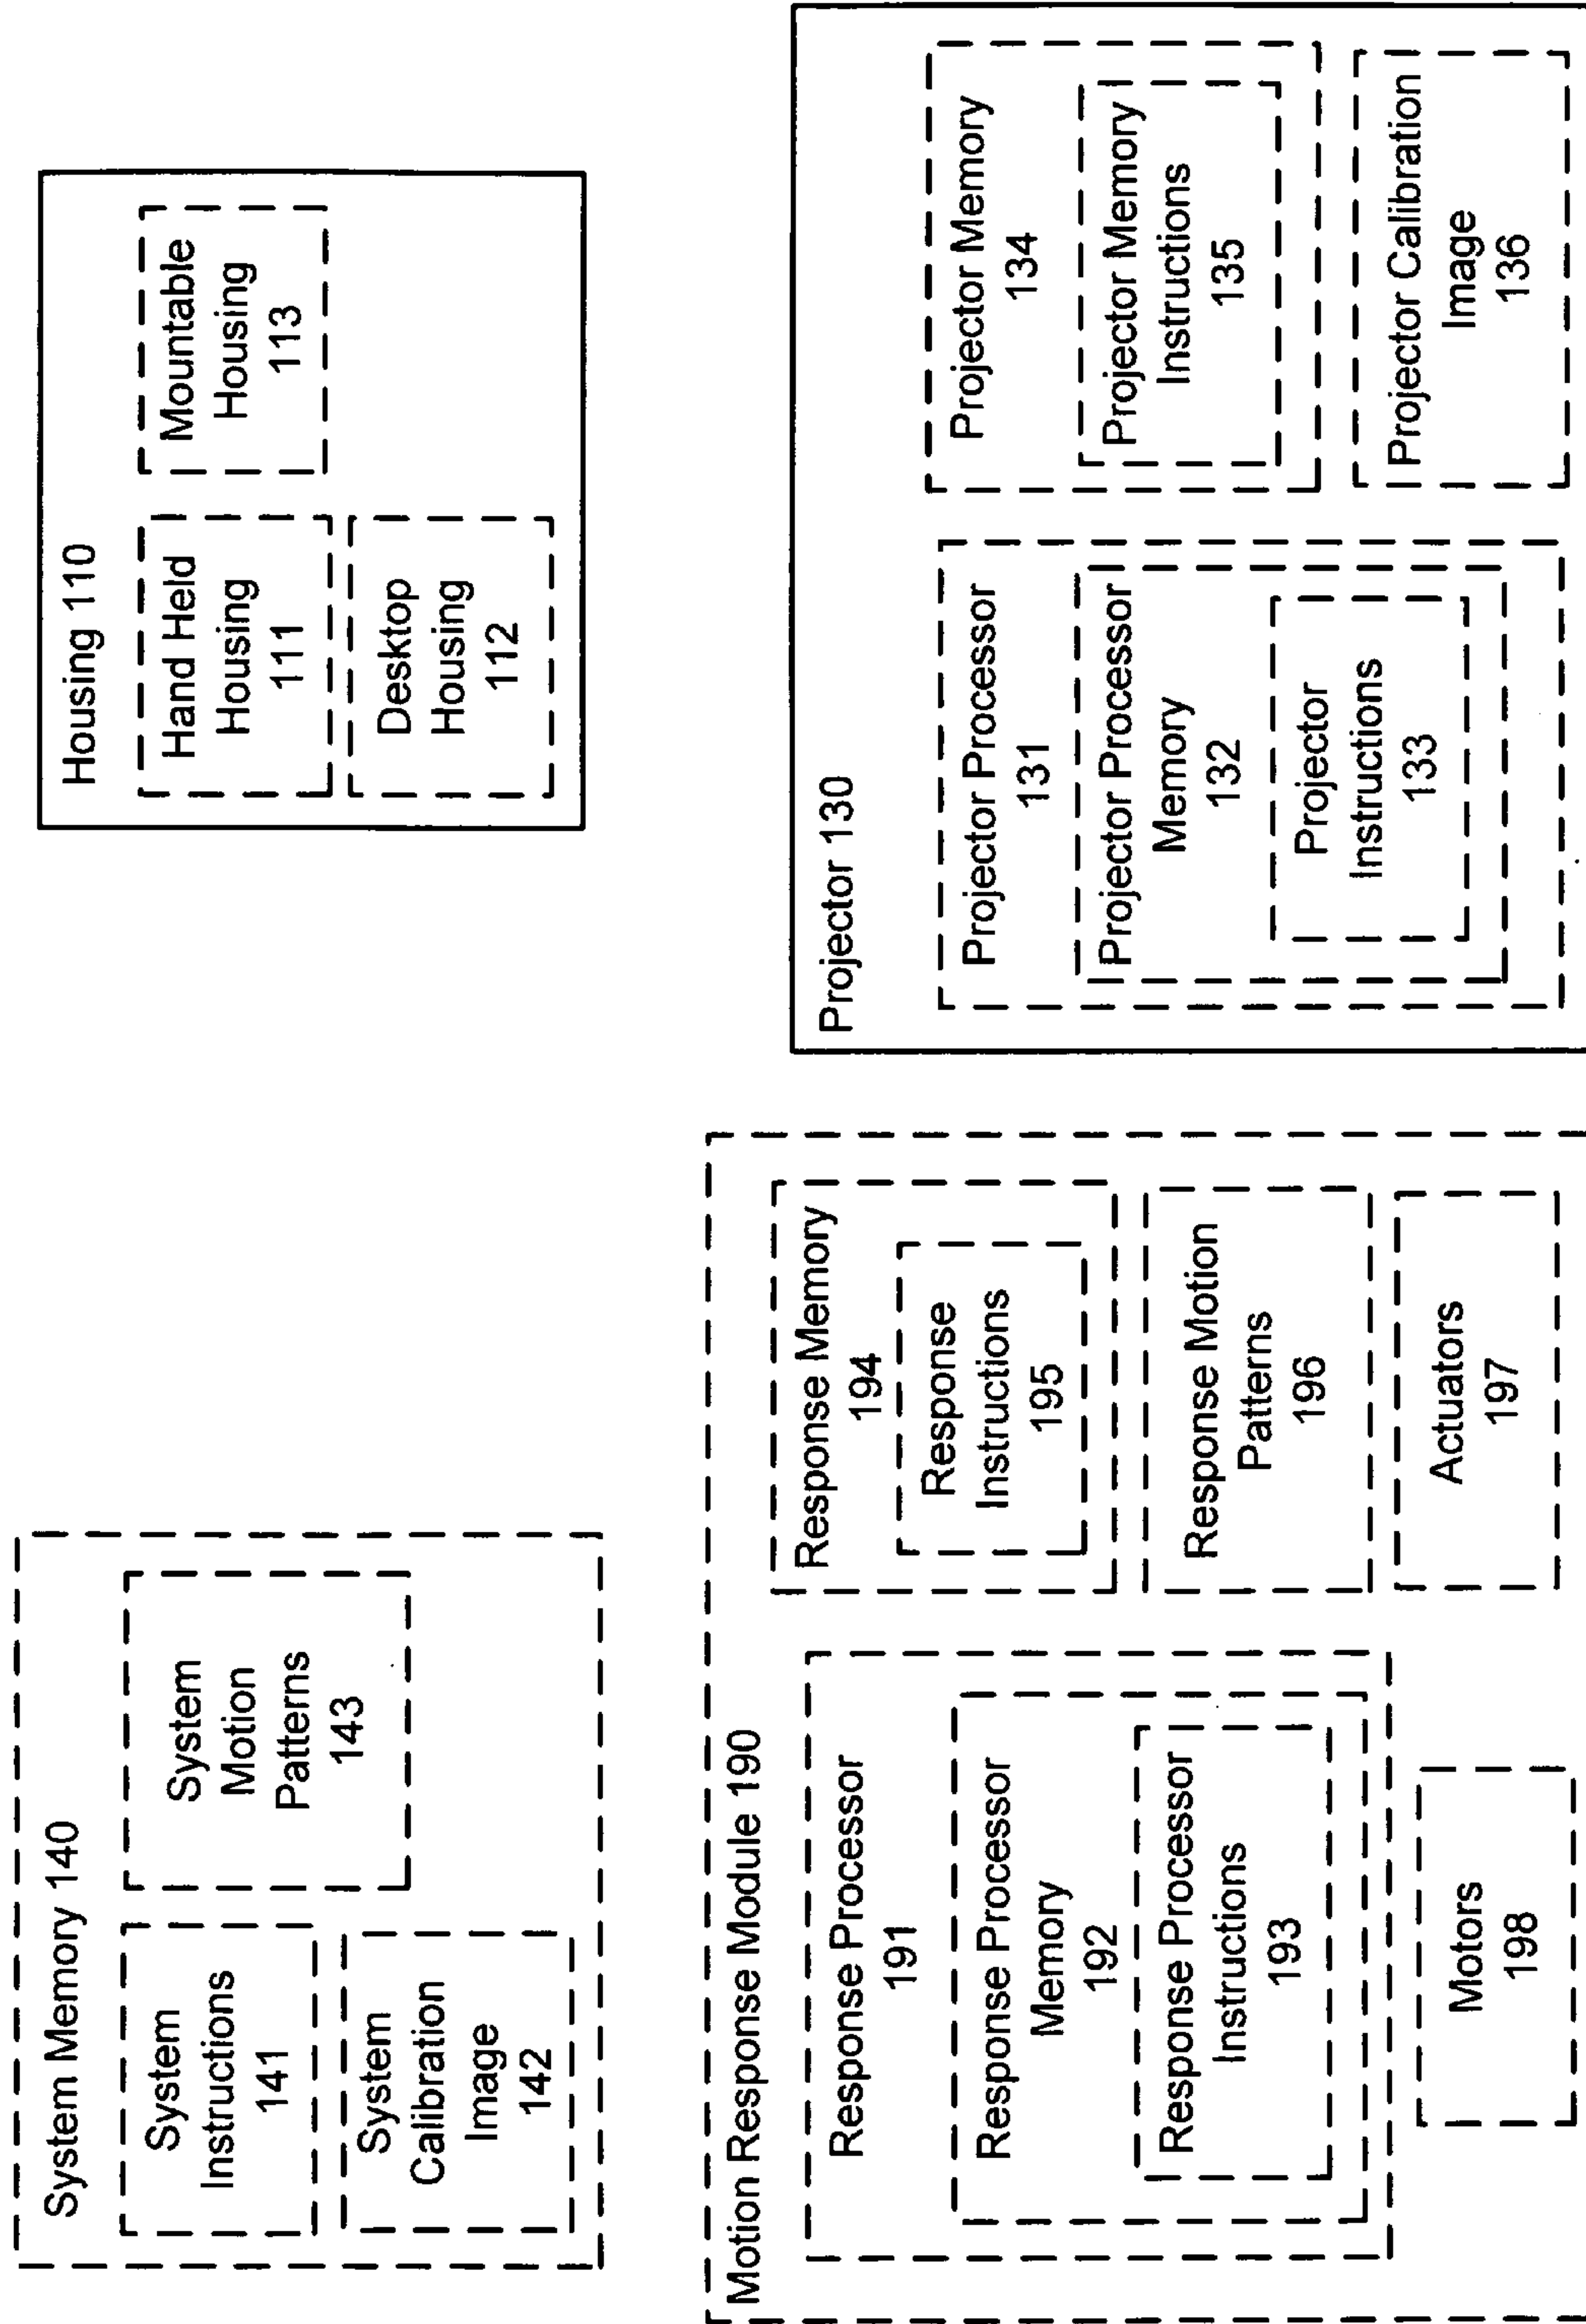 System Memory 140
System
Instructions
141
System
Calibration
Image
142
System
Motion
Patterns
143
Housing 110
Hand Held
Housing
111
Desktop
Housing
112
Mountable
Housing
113
Motion Response Module 190
Response Processor
191
Response Processor
Memory
192
Response Processor
Instructions
193
Motors
198
Response Memory
194
Response
Instructions
195
Response Motion
Patterns
196
Actuators
197
Projector 130
Projector Processor
131
Projector Processor
Memory
132
Projector
Instructions
133
Projector Memory
134
Projector Memory
Instructions
135
Projector Calibration
Image
136